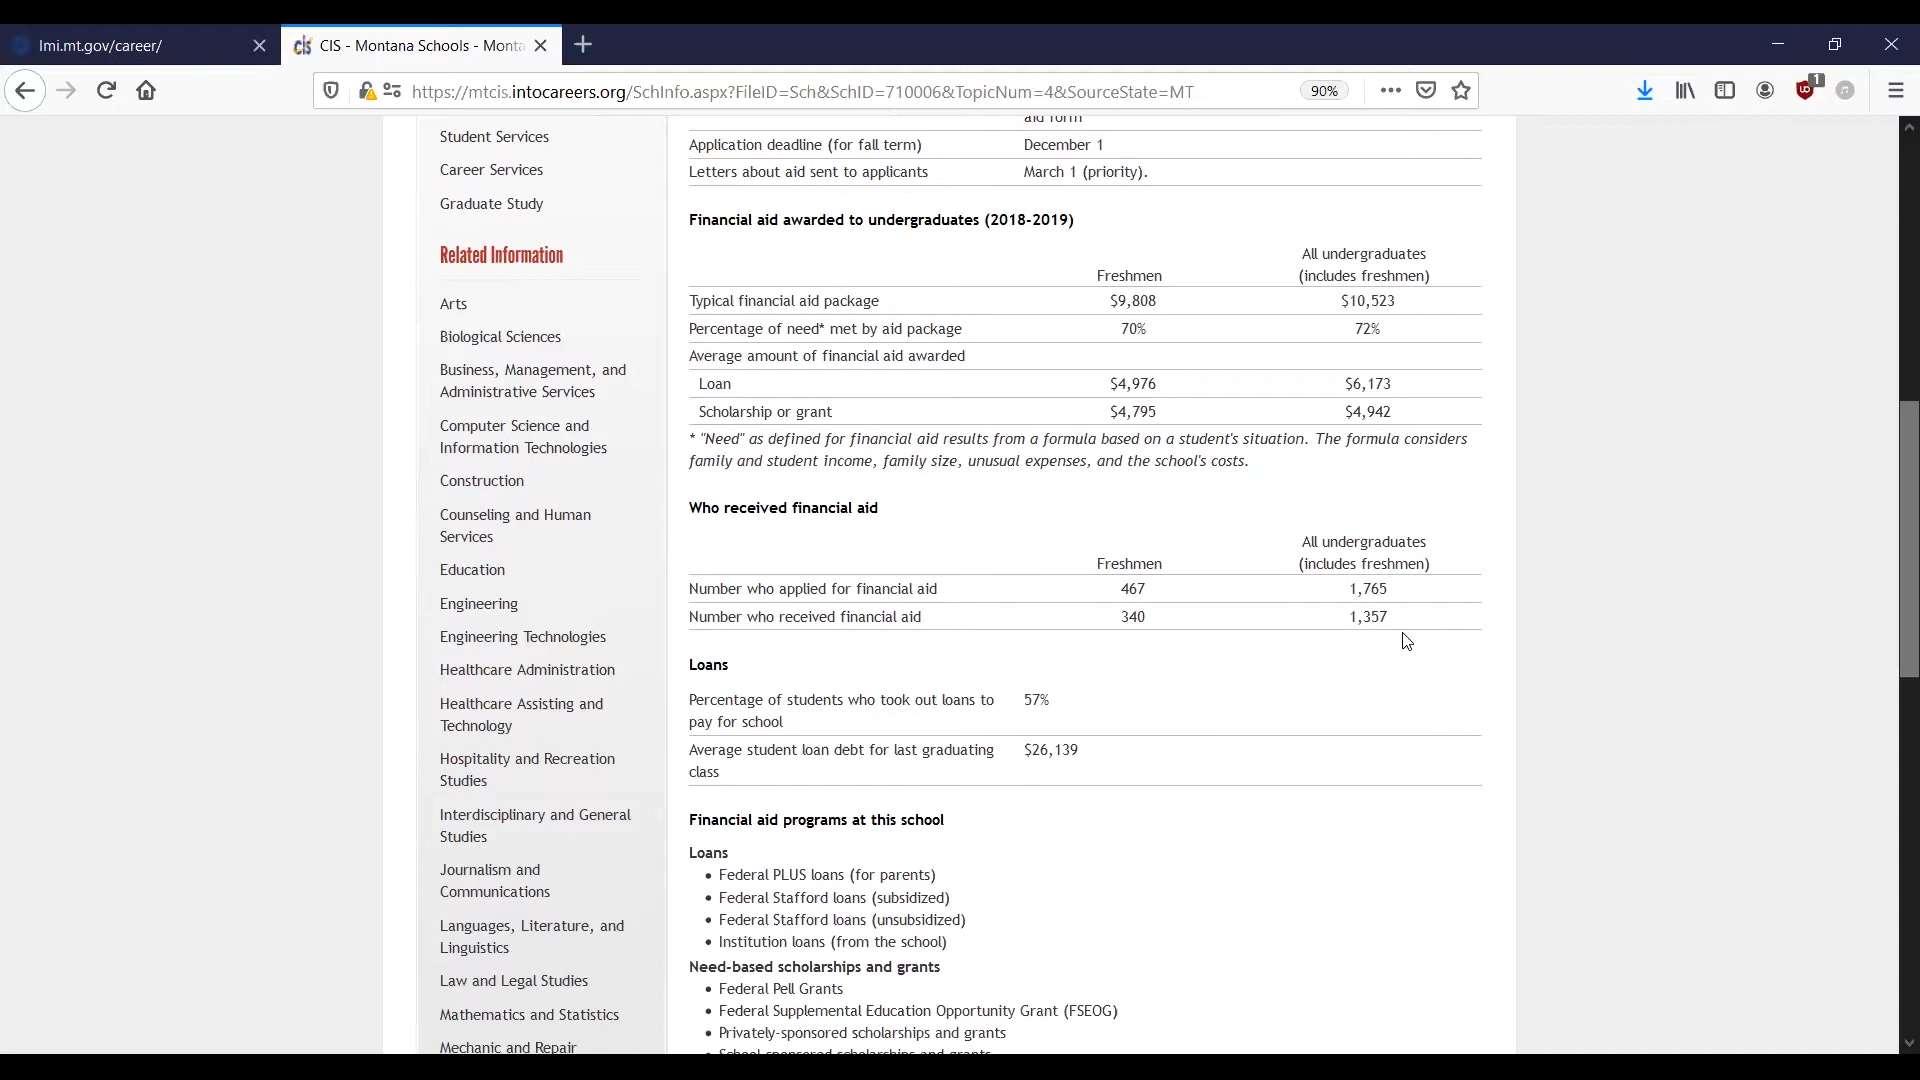 lmi.mt.gov/career/
CIS - Montana Schools - Monta
https://mtcis.intocareers.org/SchInfo.aspx?FileID=Sch&SchID=710006&TopicNum=4&SourceState=MT
90%
1
Student Services
Career Services
Graduate Study
Related Information
Arts
Biological Sciences
Business, Management, and
Administrative Services
Computer Science and
Information Technologies
Construction
Counseling and Human
Services
Education
Engineering
Engineering Technologies
Healthcare Administration
Healthcare Assisting and
Technology
Hospitality and Recreation
Studies
Interdisciplinary and General
Studies
Journalism and
Communications
Languages, Literature, and
Linguistics
Law and Legal Studies
Mathematics and Statistics
Mechanic and Repair
aid form
Application deadline (for fall term) December 1
Letters about aid sent to applicants March 1 (priority).
Financial aid awarded to undergraduates (2018-2019)
All undergraduates
Freshmen (includes freshmen)
Typical financial aid package $9,808 $10,523
Percentage of need* met by aid package 70% 72%
Average amount of financial aid awarded
Loan $4,976 $6,173
Scholarship or grant $4,795 $4,942
* "Need" as defined for financial aid results from a formula based on a student's situation. The formula considers
family and student income, family size, unusual expenses, and the school's costs.
Who received financial aid
All undergraduates
Freshmen (includes freshmen)
Number who applied for financial aid 467 1,765
Number who received financial aid 340 1,357
Loans
Percentage of students who took out loans to 57%
pay for school
Average student loan debt for last graduating $26,139
class
Financial aid programs at this school
Loans
• Federal PLUS loans (for parents)
• Federal Stafford loans (subsidized)
• Federal Stafford loans (unsubsidized)
• Institution loans (from the school)
Need-based scholarships and grants
• Federal Pell Grants
• Federal Supplemental Education Opportunity Grant (FSEOG)
• Privately-sponsored scholarships and grants
• School-sponsored scholarships and grants